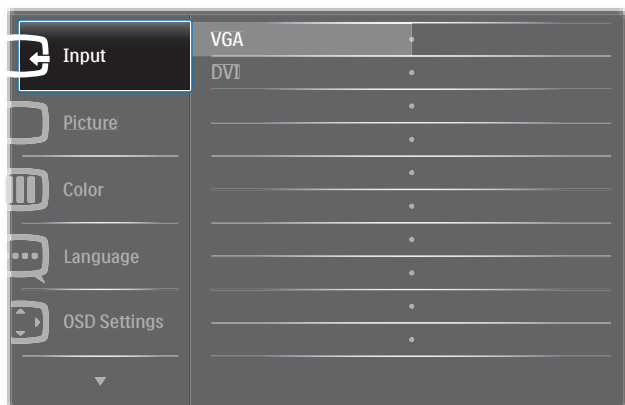 Input
Picture
Color
Language
OSD Settings
VGA
DVI